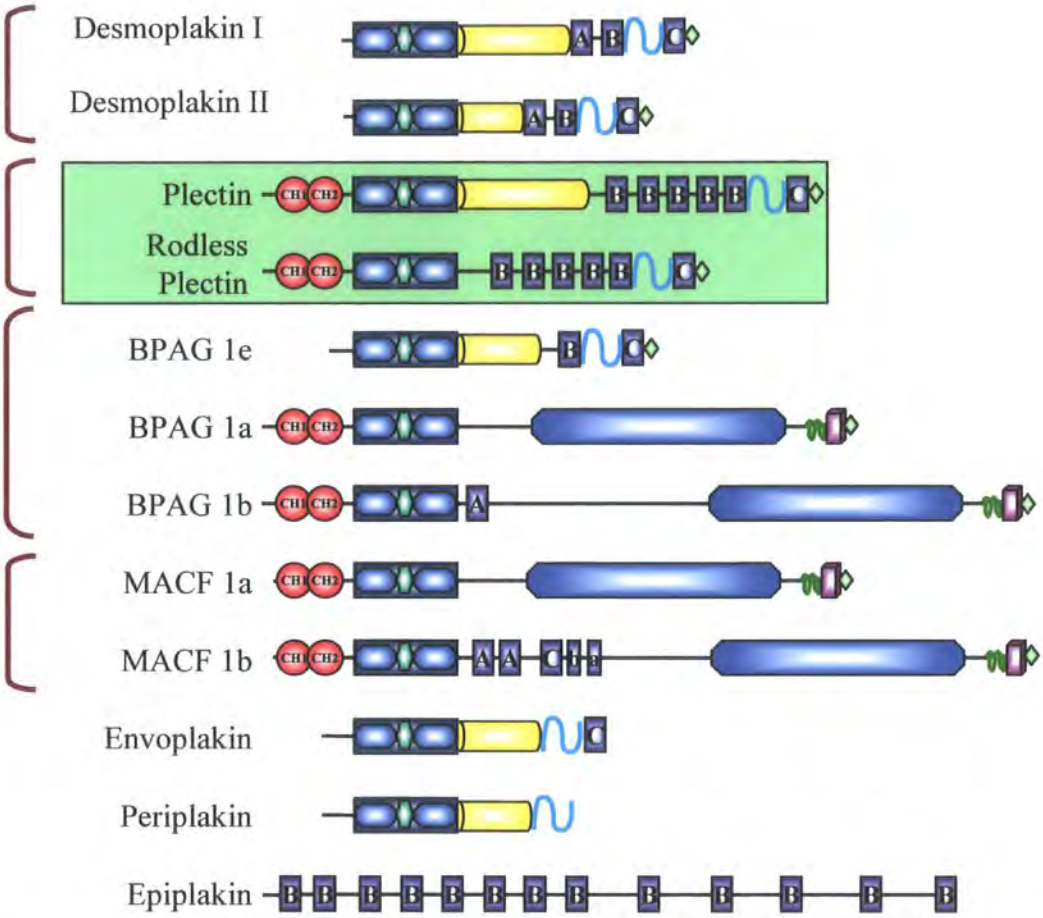 Desmoplakin I A B C
Desmoplakin II A B C
Plectin CH1 CH2 B B B B B C
Rodless
Plectin CH1 CH2 B B B B B C
BPAG 1e B C
BPAG 1a CH1 CH2
BPAG 1b CH1 CH2 A
MACF 1a CH1 CH2
MACF 1b CH1 CH2 A A C b
Envoplakin C
Periplakin
Epiplakin B B B B B B B B B B B B B